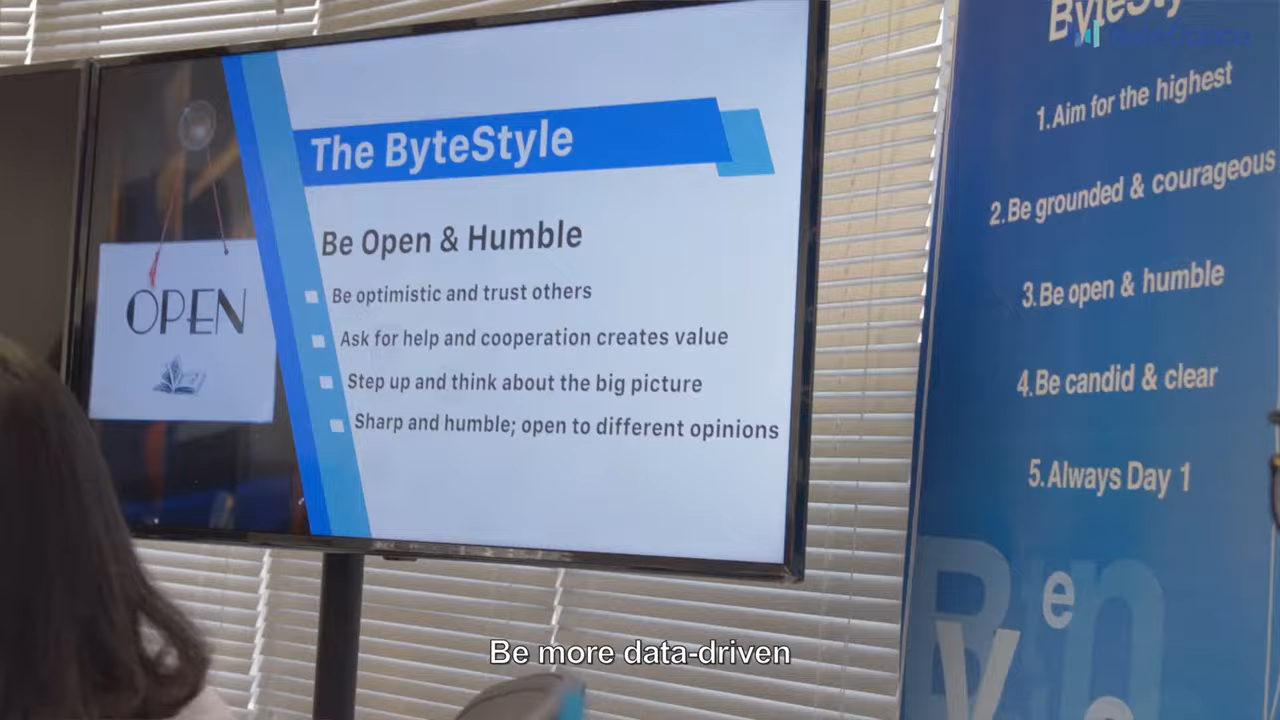 The ByteStyle
Be Open & Humble
Be optimistic and trust others
Ask for help and cooperation creates value
Step up and think about the big picture
Sharp and humble; open to different opinions
OPEN
1.Aim for the highest
2.Be grounded & courageous
3.Be open & humble
4.Be candid & clear
5.Always Day 1
Be more data-driven